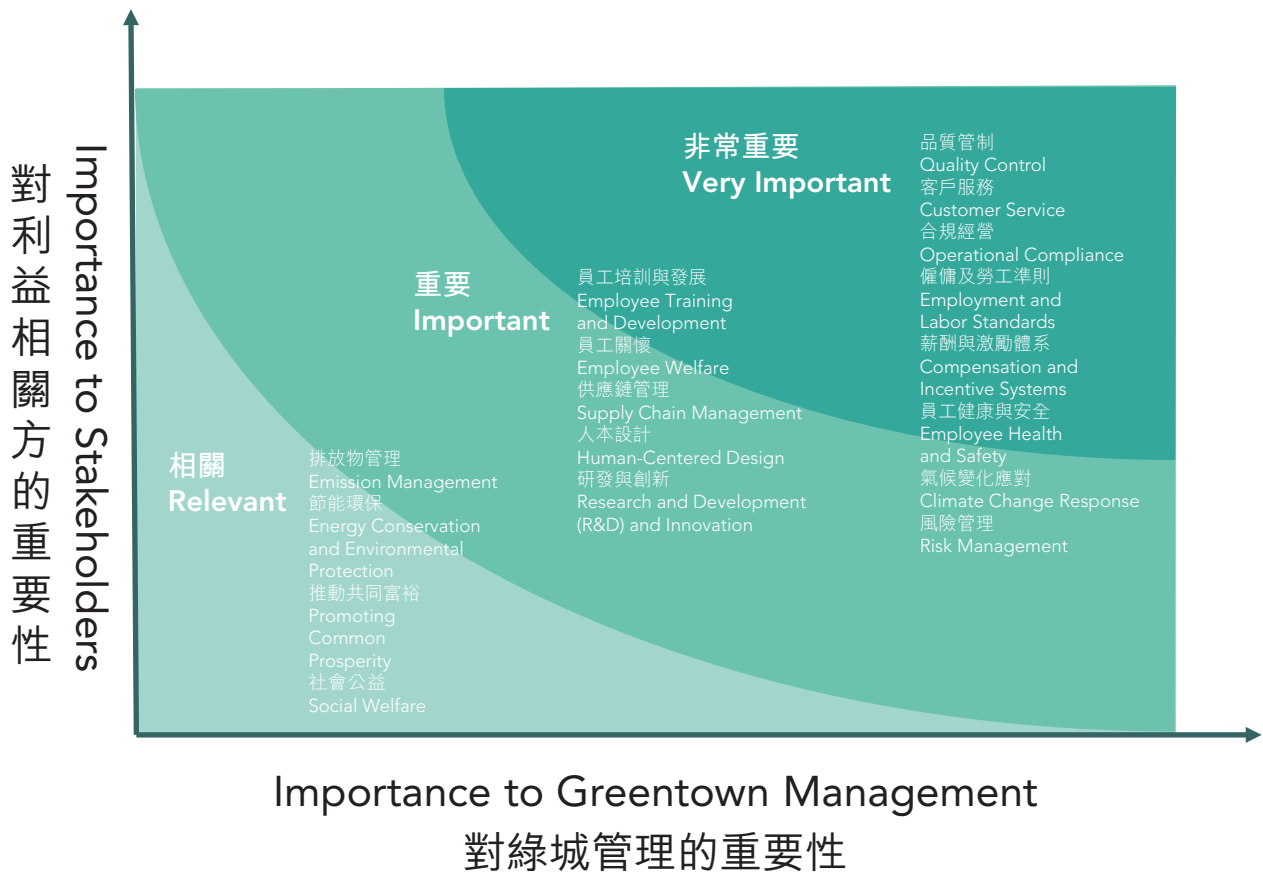 對利益相關方的重要性
Importance to Stakeholders
非常重要
Very Important
品質管制
Quality Control
客戶服務
Customer Service
合規經營
Operational Compliance
僱傭及勞工準則
Employment and
Labor Standards
薪酬與激勵體系
Compensation and
Incentive Systems
員工健康與安全
Employee Health
and Safety
氣候變化應對
Climate Change Response
風險管理
Risk Management
重要
Important
員工培訓與發展
Employee Training
and Development
員工關懷
Employee Welfare
供應鏈管理
Supply Chain Management
人本設計
Human-Centered Design
研發與創新
Research and Development
(R&D) and Innovation
相關
Relevant
排放物管理
Emission Management
節能環保
Energy Conservation
and Environmental
Protection
推動共同富裕
Promoting
Common
Prosperity
社會公益
Social Welfare
Importance to Greentown Management
對綠城管理的重要性